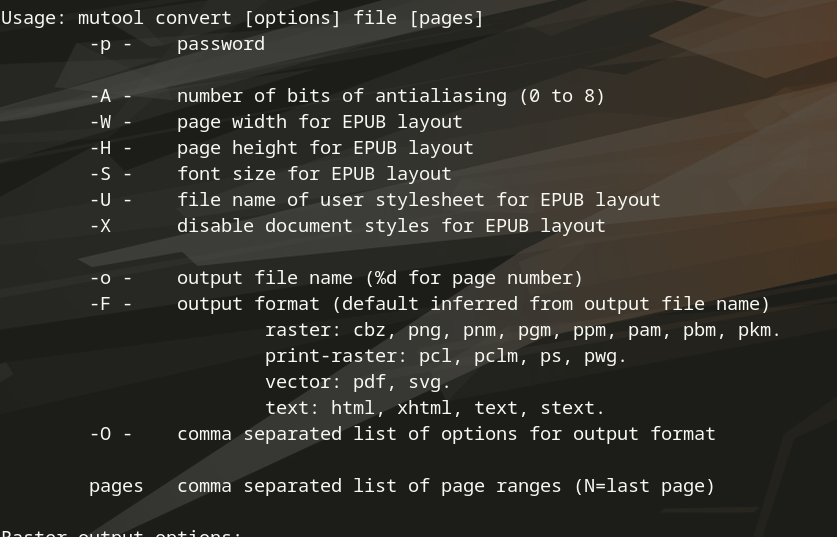 Usage: mutool convert [options] file [pages]
-p -    password
-A -    number of bits of antialiasing (0 to 8)
-W -    page width for EPUB layout
-H -    page height for EPUB layout
-S -    font size for EPUB layout
-U -    file name of user stylesheet for EPUB layout
-X      disable document styles for EPUB layout
-o -    output file name (%d for page number)
-F -    output format (default inferred from output file name)
raster: cbz, png, pnm, pgm, ppm, pam, pbm, pkm.
print-raster: pcl, pclm, ps, pwg.
vector: pdf, svg.
text: html, xhtml, text, stext.
-O -    comma separated list of options for output format
pages   comma separated list of page ranges (N=last page)
Raster output options: